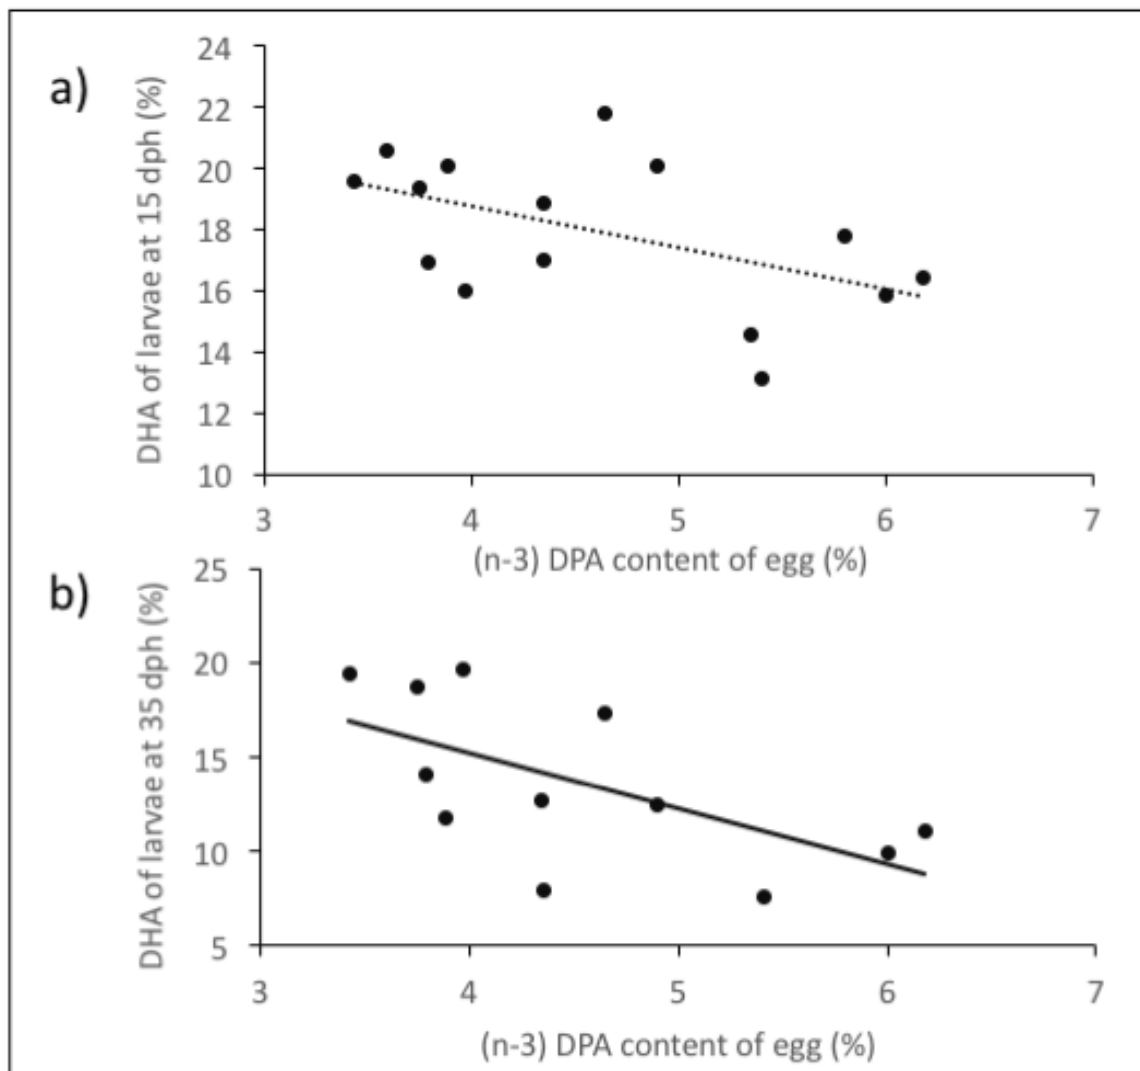 a)
DHA of larvae at 15 dph (%)
24
22
20
18
16
14
12
10
3 4 5 6 7
(n-3) DPA content of egg (%)
b)
DHA of larvae at 35 dph (%)
25
20
15
10
5
3 4 5 6 7
(n-3) DPA content of egg (%)